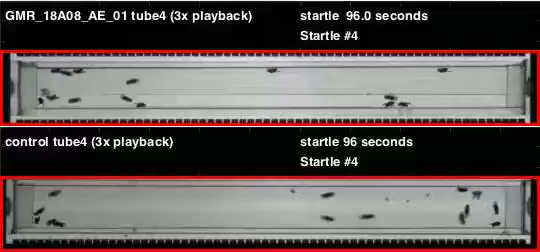 GMR_18A08_AE_01 tube4 (3x playback)
startle 96.0 seconds
Startle #4
control tube4 (3x playback)
startle 96 seconds
Startle #4